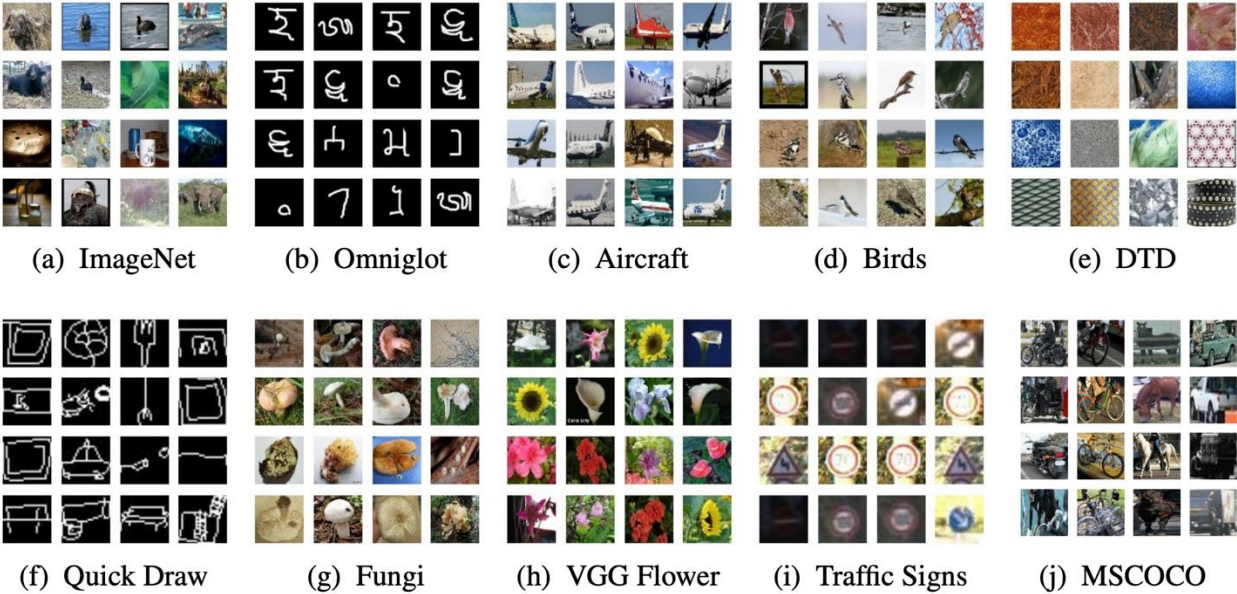 (a) ImageNet
(b) Omniglot
(c) Aircraft
(d) Birds
(e) DTD
(f) Quick Draw
(g) Fungi
(h) VGG Flower
(i) Traffic Signs
(j) MSCOCO